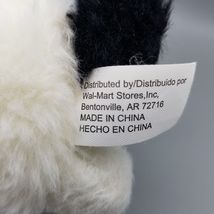 Distributed by/Distribuido por
Wal-Mart Stores,Inc.
Bentonville, AR 72716
MADE IN CHINA
HECHO EN CHINA